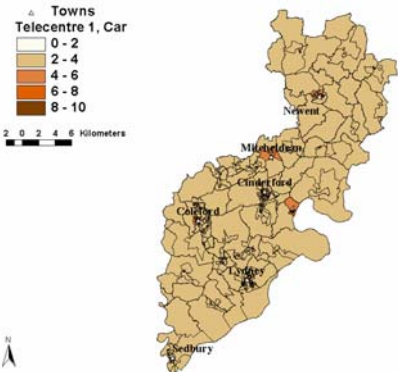 Towns
Telecentre 1, Car
0 - 2
2 - 4
4 - 6
6 - 8
8 - 10
2 0 2 4 6 Kilometers
Newent
Mitcheldean
Cinderford
Coleford
Lydney
Sedbury
N